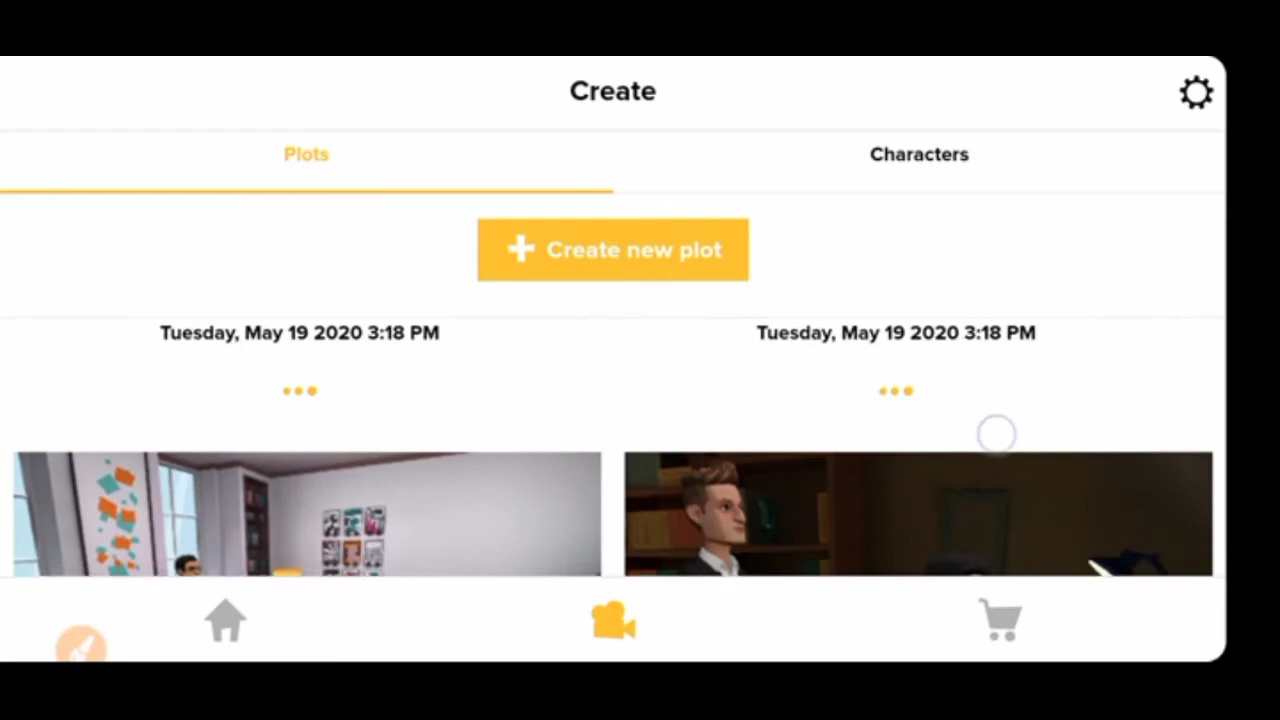 Create
Plots
Characters
Create new plot
Tuesday, May 19 2020 3:18 PM
Tuesday, May 19 2020 3:18 PM